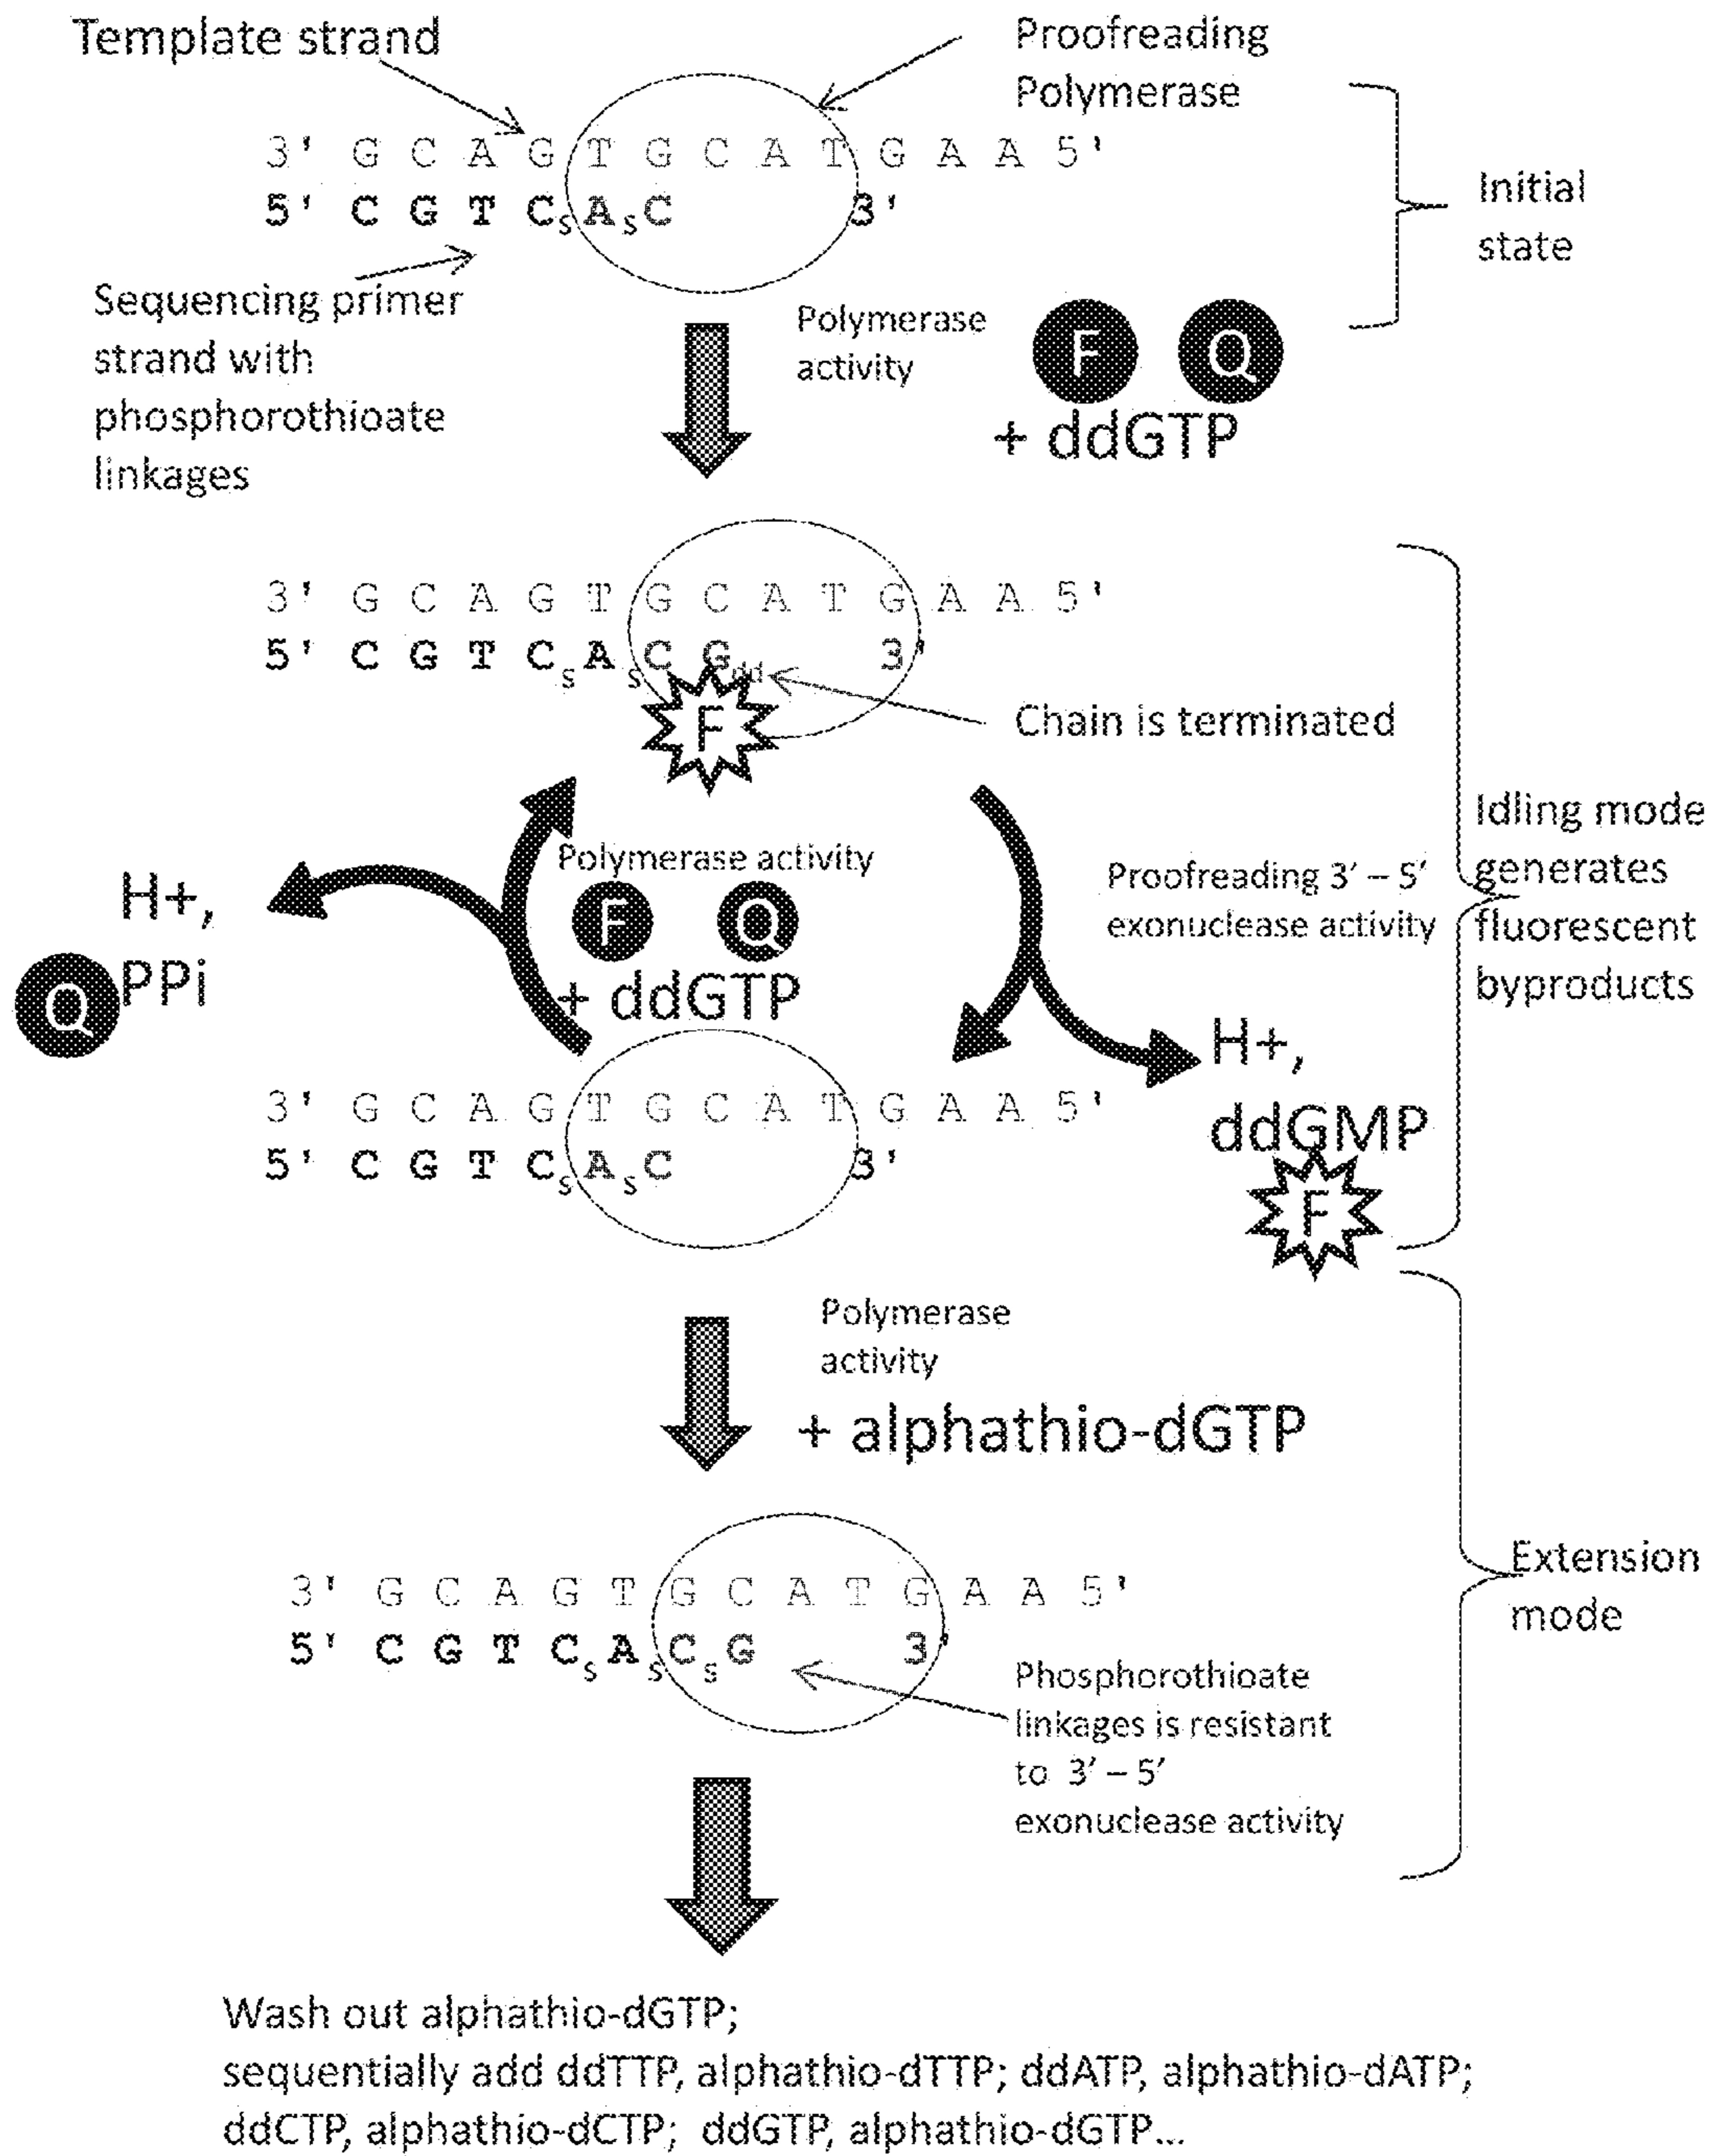 Template strand
Proofreading
Polymerase
3' G C A G T G C A T G A A 5'
5' C G T CsAsC 3'
Initial
state
Sequencing primer
strand with
phosphorothioate
linkages
Polymerase
activity
F Q
+ ddGTP
3' G C A G T G C A T G A A 5'
5' C G T CsAsC Gdd 3'
F
Chain is terminated
Idling mode
generates
fluorescent
byproducts
Polymerase activity
F Q
+ ddGTP
H+,
PPi
Q
Proofreading 3' – 5'
exonuclease activity
H+,
ddGMP
F
3' G C A G T G C A T G A A 5'
5' C G T CsAsC 3'
Polymerase
activity
+ alphathio-dGTP
3' G C A G T G C A T G A A 5'
5' C G T CsAsCsG 3'
Extension
mode
Phosphorothioate
linkages is resistant
to 3' – 5'
exonuclease activity
Wash out alphathio-dGTP;
sequentially add ddTTP, alphathio-dTTP; ddATP, alphathio-dATP;
ddCTP, alphathio-dCTP; ddGTP, alphathio-dGTP...